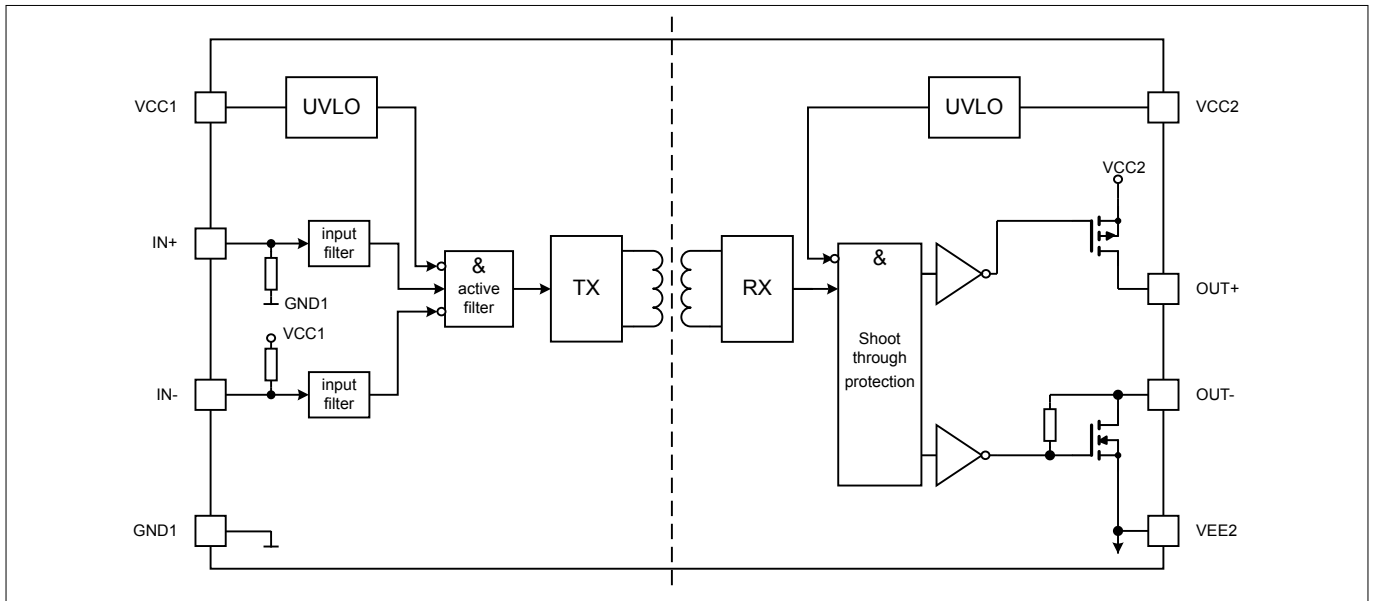 VCC1
UVLO
UVLO
VCC2
VCC2
IN+
input
filter
GND1
&
active
filter
TX
RX
&
Shoot
through
protection
OUT+
VCC1
IN-
input
filter
OUT-
GND1
VEE2